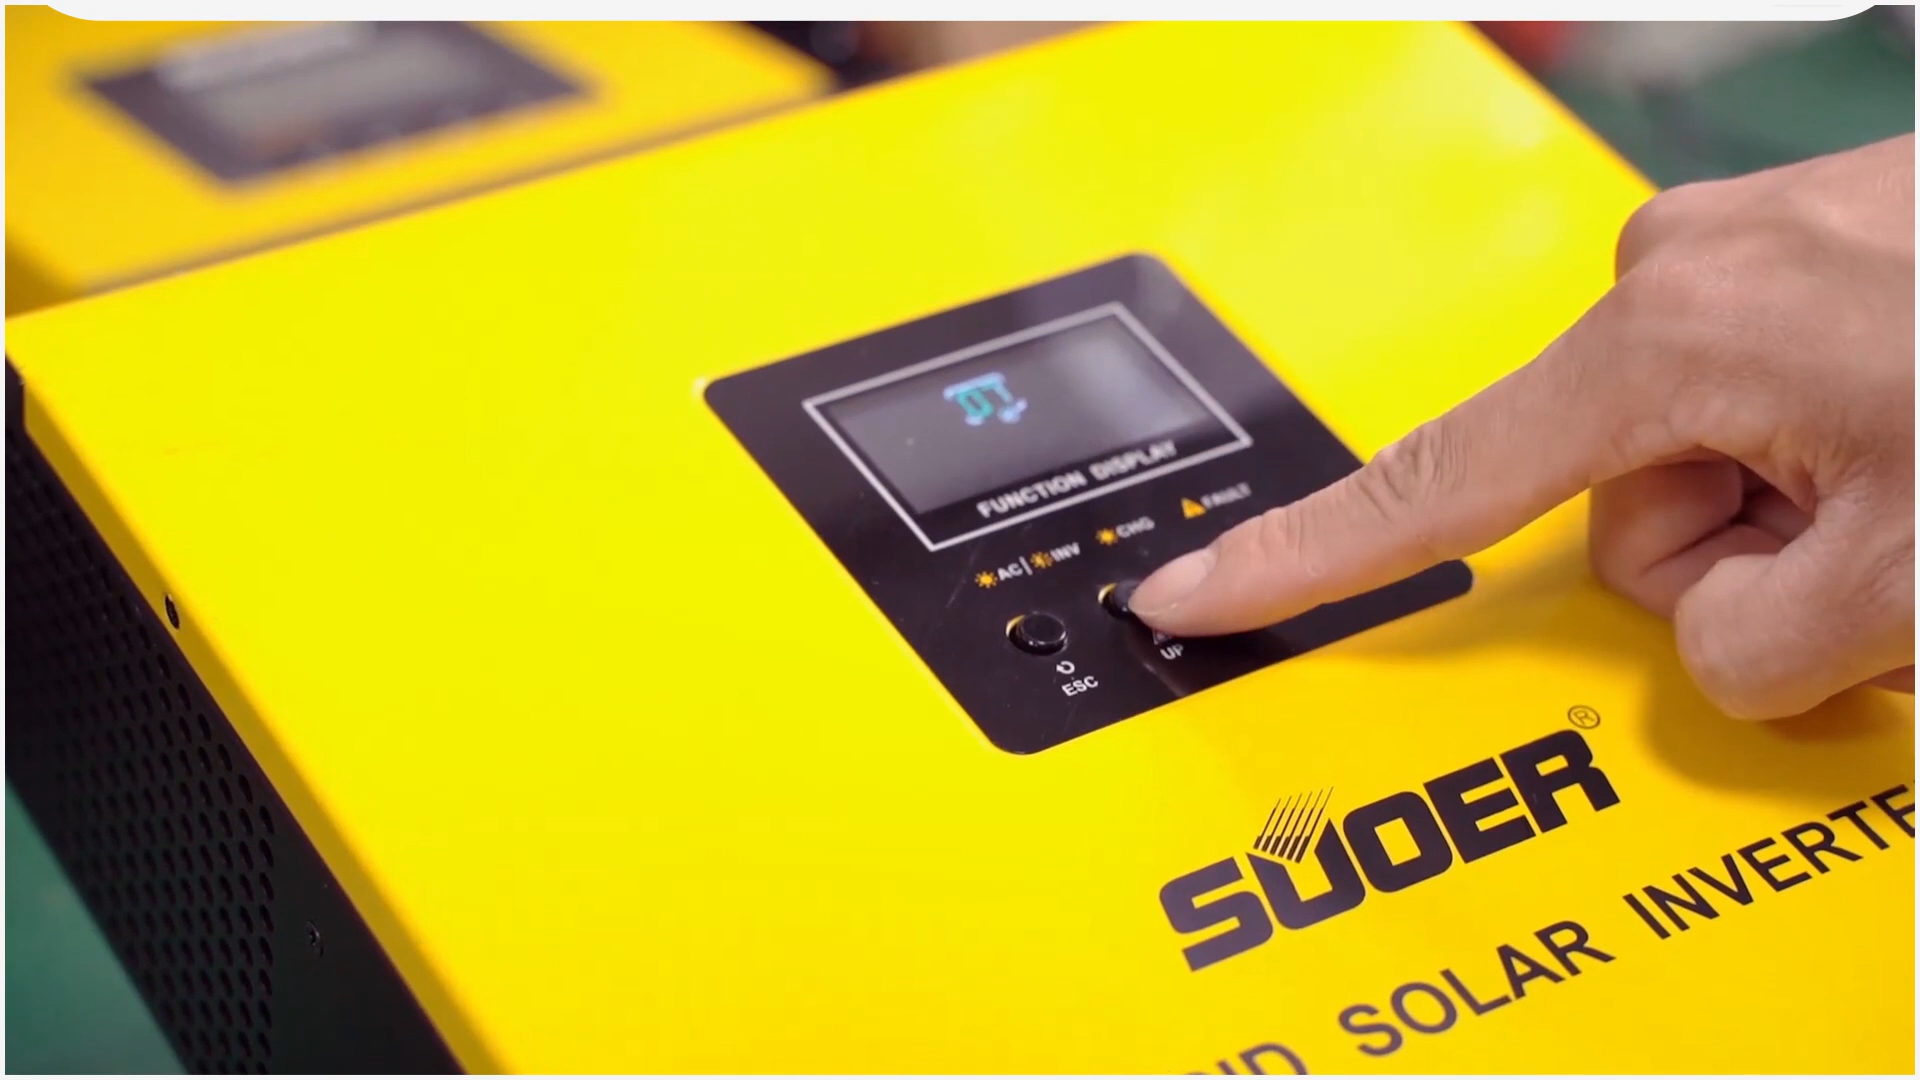 FUNCTION DISPLAY
AC | INV CHG FAULT
ESC UP
SUOER®
SOLAR INVERTE